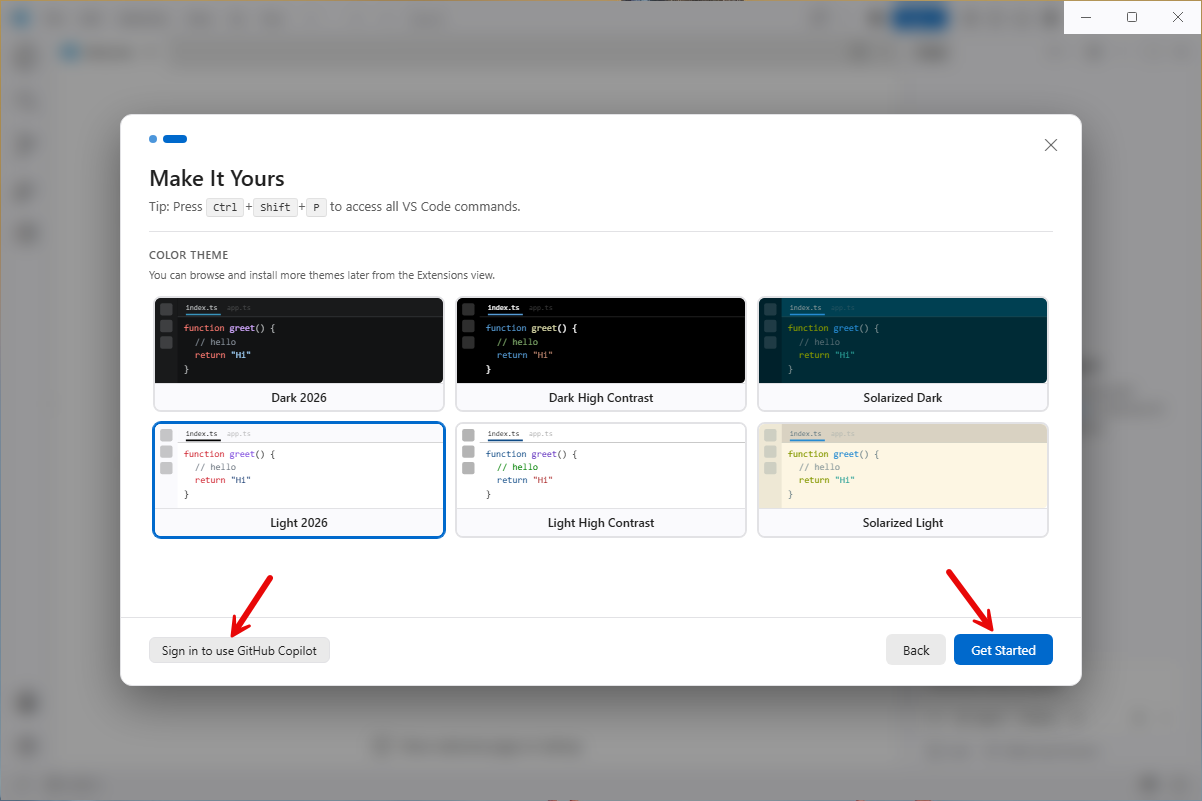 Make It Yours
Tip: Press Ctrl + Shift + P to access all VS Code commands.
COLOR THEME
You can browse and install more themes later from the Extensions view.
index.ts app.ts
function greet() {
// hello
return "Hi"
}
Dark 2026
index.ts app.ts
function greet() {
// hello
return "Hi"
}
Dark High Contrast
index.ts app.ts
function greet() {
// hello
return "Hi"
}
Solarized Dark
index.ts app.ts
function greet() {
// hello
return "Hi"
}
Light 2026
index.ts app.ts
function greet() {
// hello
return "Hi"
}
Light High Contrast
index.ts app.ts
function greet() {
// hello
return "Hi"
}
Solarized Light
Sign in to use GitHub Copilot
Back
Get Started